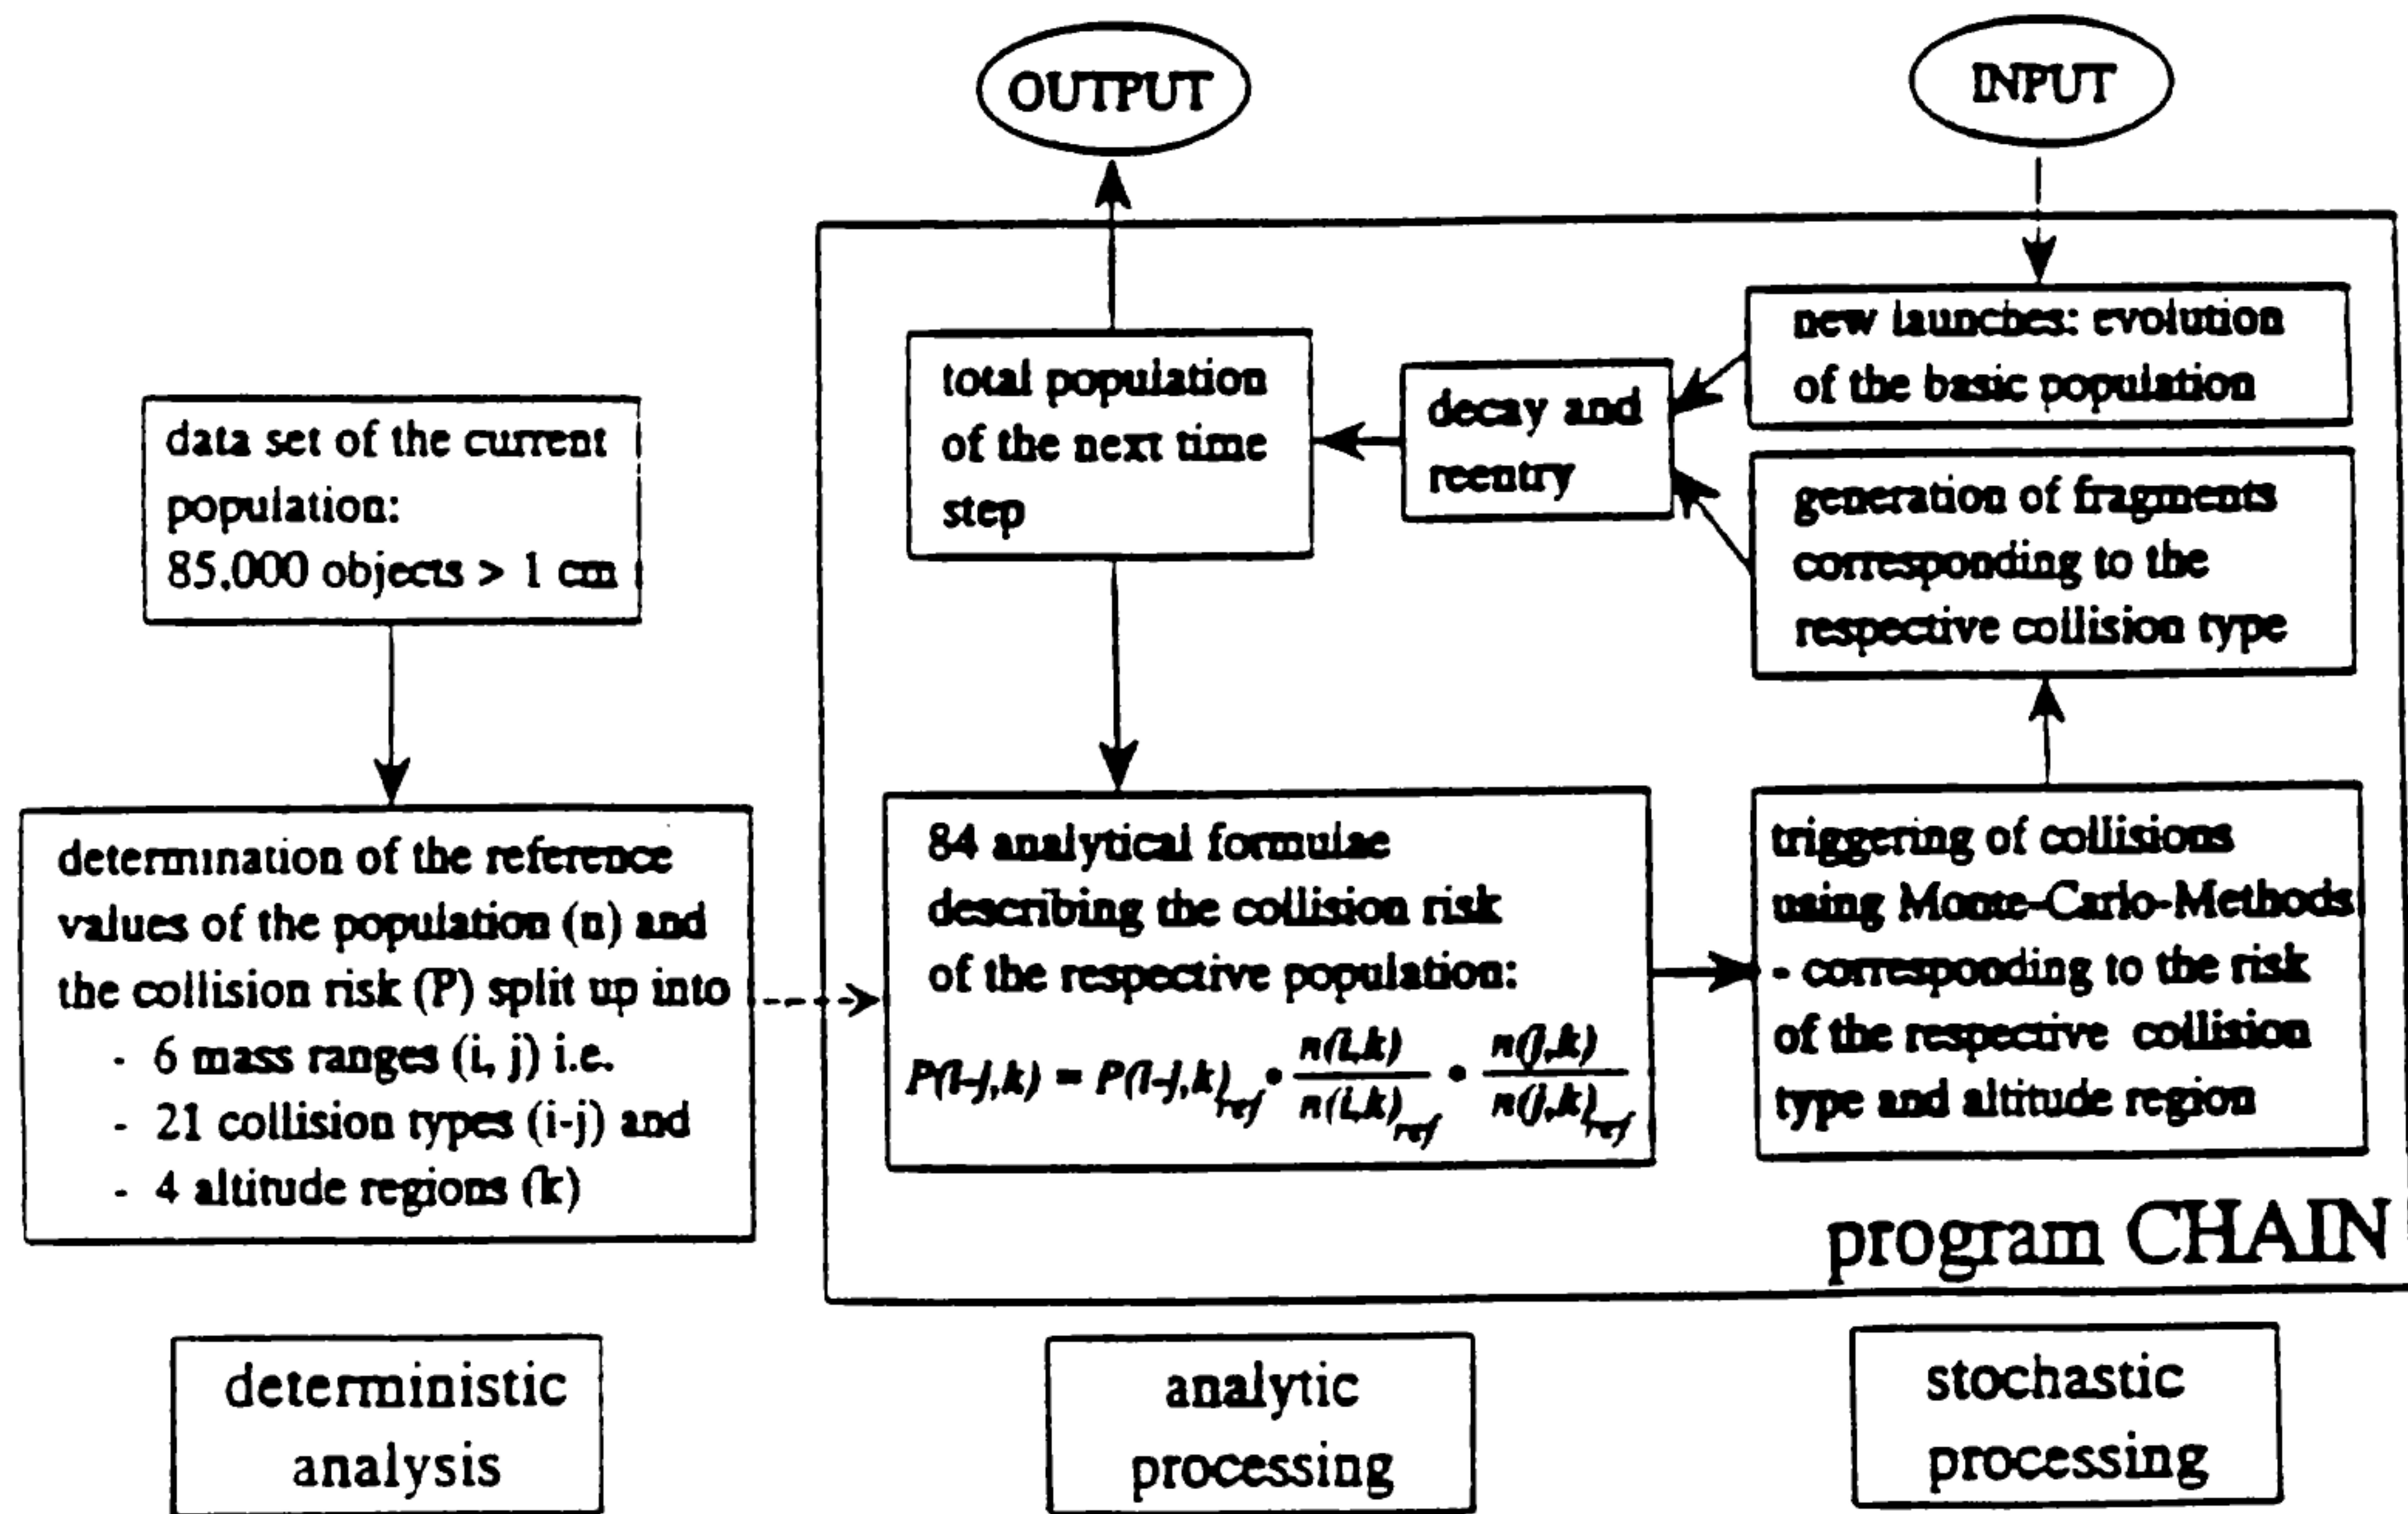 OUTPUT
INPUT
data set of the current
population:
85.000 objects > 1 cm
determination of the reference
values of the population (n) and
the collision risk (P) split up into
- 6 mass ranges (i, j) i.e.
- 21 collision types (i-j) and
- 4 altitude regions (k)
total population
of the next time
step
decay and
reentry
new launches: evolution
of the basic population
generation of fragments
corresponding to the
respective collision type
84 analytical formulae
describing the collision risk
of the respective population:
P(i-j,k) = P(i-j,k)ref • n(i,k)/n(i,k)ref • n(j,k)/n(j,k)ref
triggering of collisions
using Monte-Carlo-Methods
- corresponding to the risk
of the respective collision
type and altitude region
program CHAIN
deterministic
analysis
analytic
processing
stochastic
processing